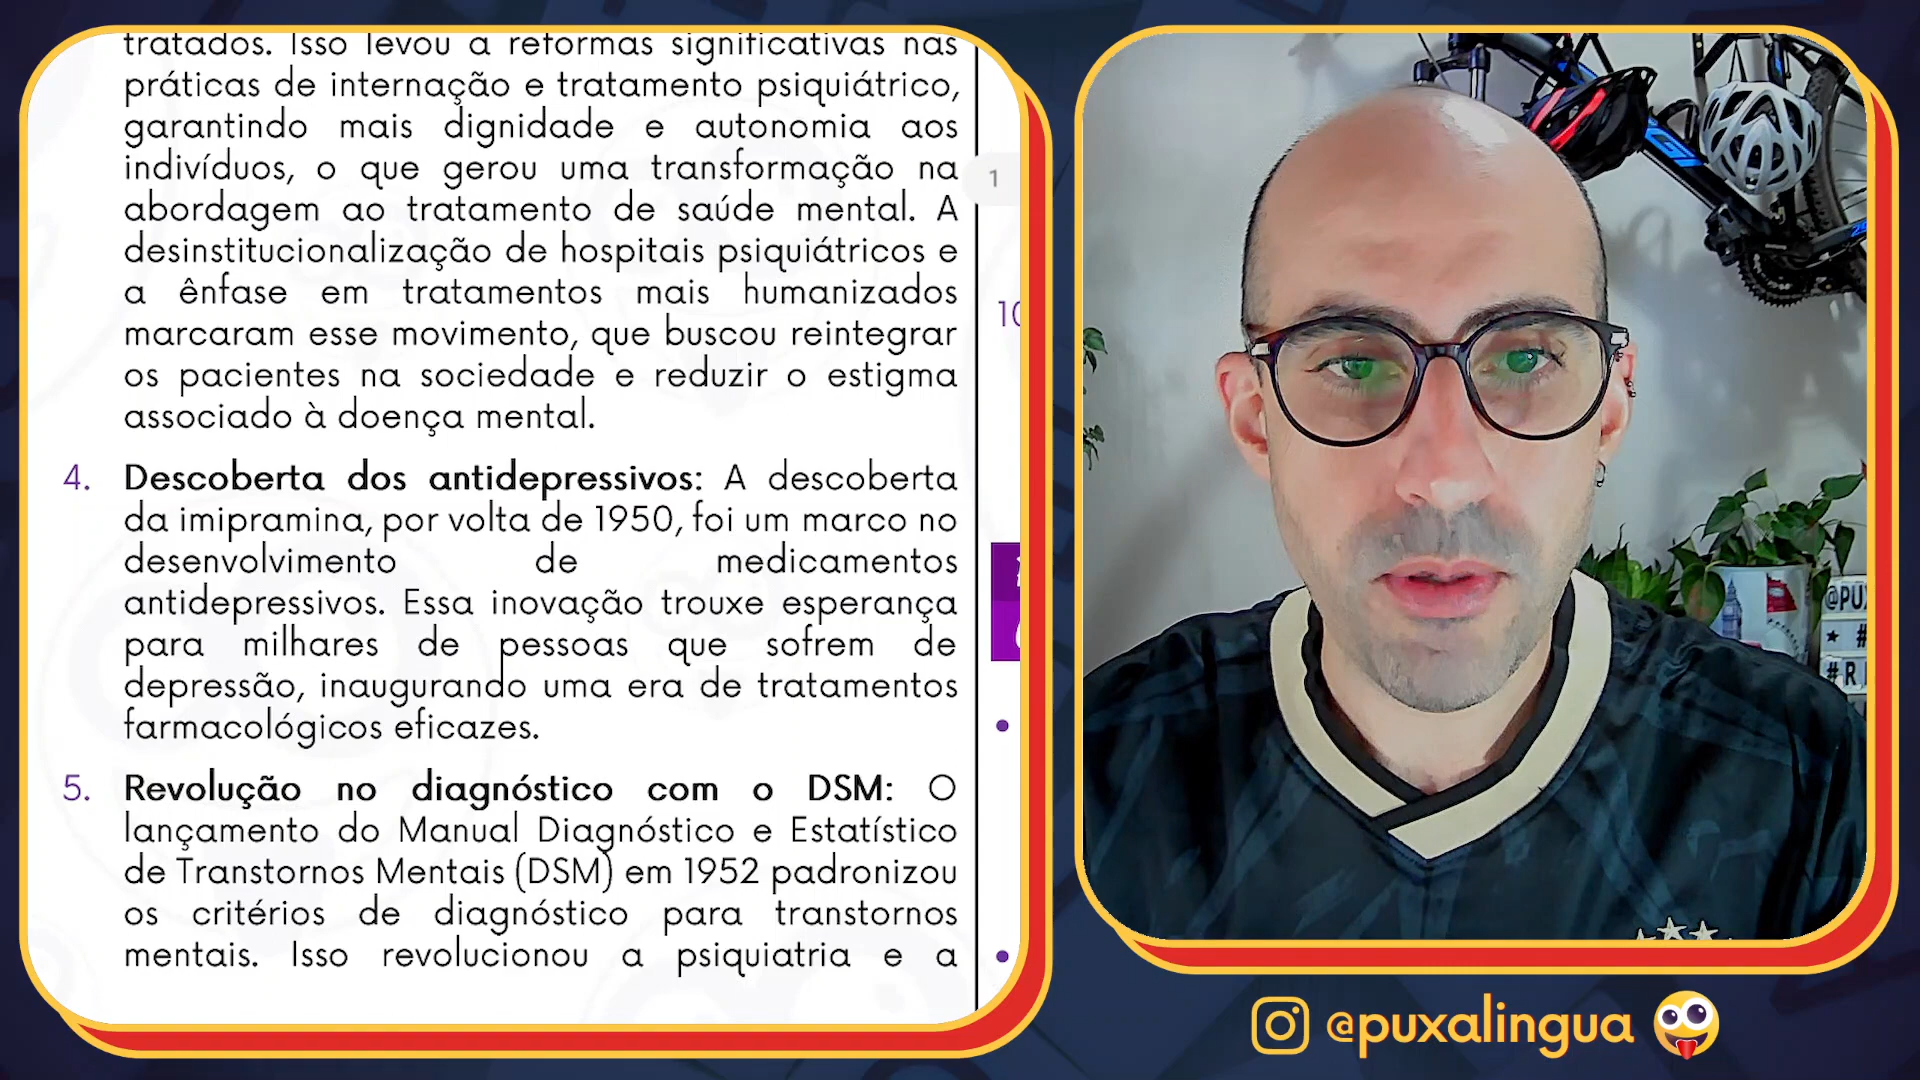 tratados. Isso levou a reformas significativas nas
práticas de internação e tratamento psiquiátrico,
garantindo mais dignidade e autonomia aos
indivíduos, o que gerou uma transformação na
abordagem ao tratamento de saúde mental. A
desinstitucionalização de hospitais psiquiátricos e
a ênfase em tratamentos mais humanizados
marcaram esse movimento, que buscou reintegrar
os pacientes na sociedade e reduzir o estigma
associado à doença mental.
4. Descoberta dos antidepressivos: A descoberta
da imipramina, por volta de 1950, foi um marco no
desenvolvimento de medicamentos
antidepressivos. Essa inovação trouxe esperança
para milhares de pessoas que sofrem de
depressão, inaugurando uma era de tratamentos
farmacológicos eficazes.
5. Revolução no diagnóstico com o DSM: O
lançamento do Manual Diagnóstico e Estatístico
de Transtornos Mentais (DSM) em 1952 padronizou
os critérios de diagnóstico para transtornos
mentais. Isso revolucionou a psiquiatria e a
1
10
@PU
#
# R
@puxalingua